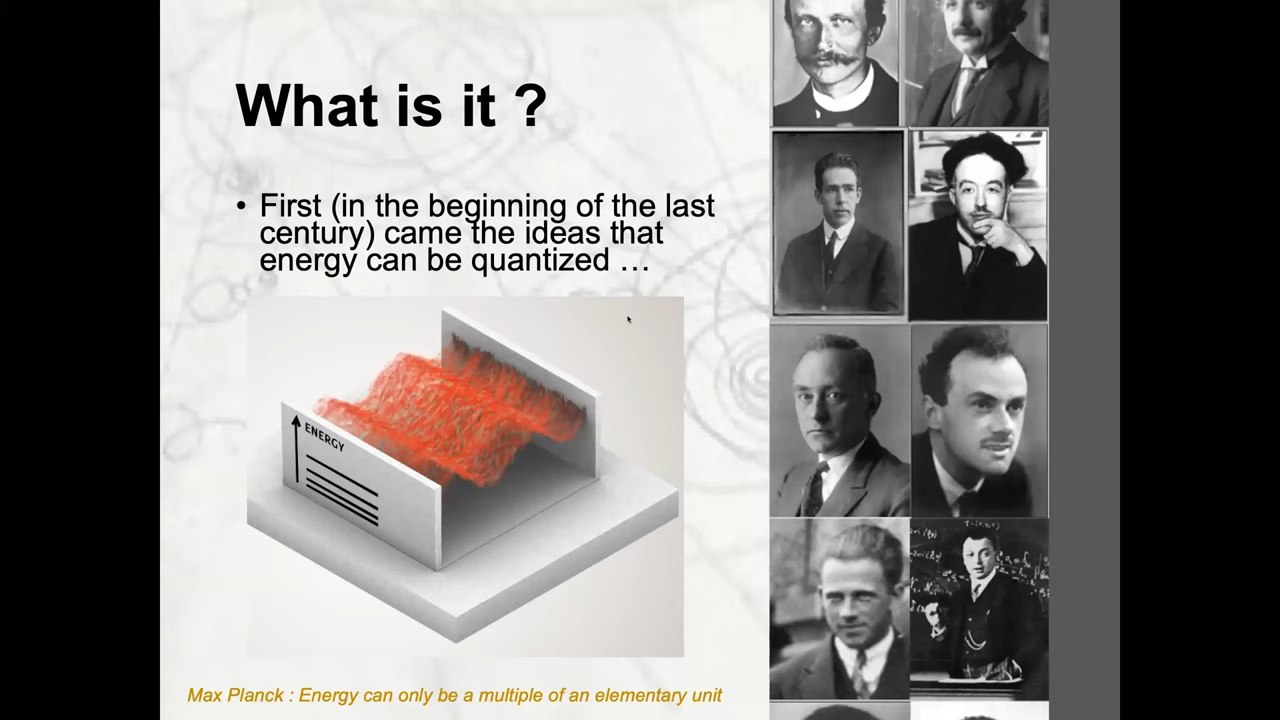 What is it ?
• First (in the beginning of the last
century) came the ideas that
energy can be quantized …
ENERGY
Max Planck : Energy can only be a multiple of an elementary unit